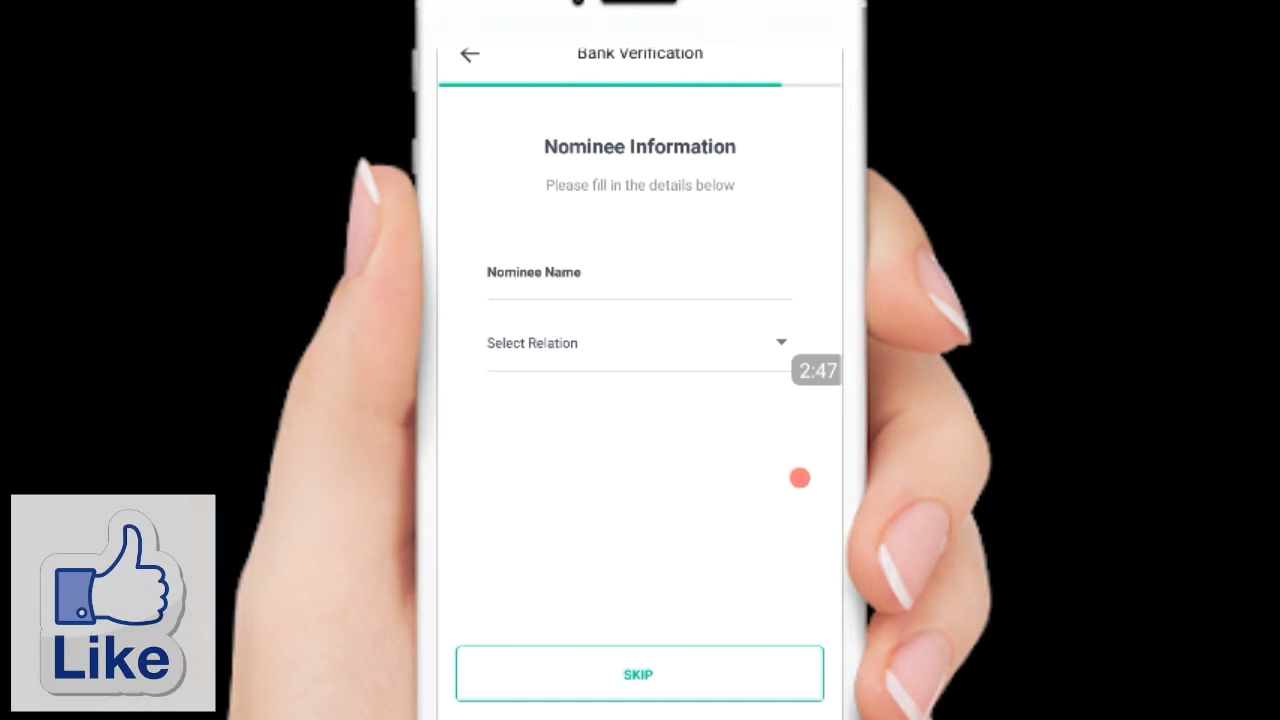 Bank Verification
Nominee Information
Please fill in the details below
Nominee Name
Select Relation
2:47
SKIP
Like